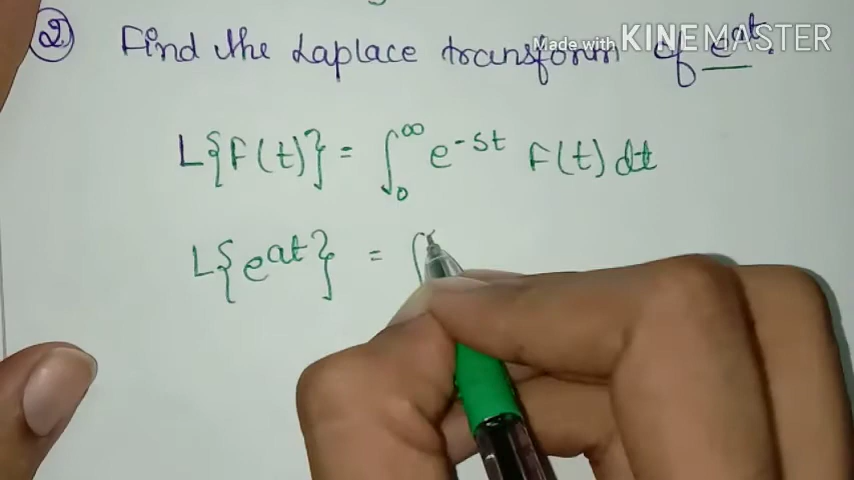 ② Find the Laplace transform of e^at.
Made with KINEMASTER
L{F(t)} = ∫₀^∞ e^-st F(t) dt
L{e^at} = ∫